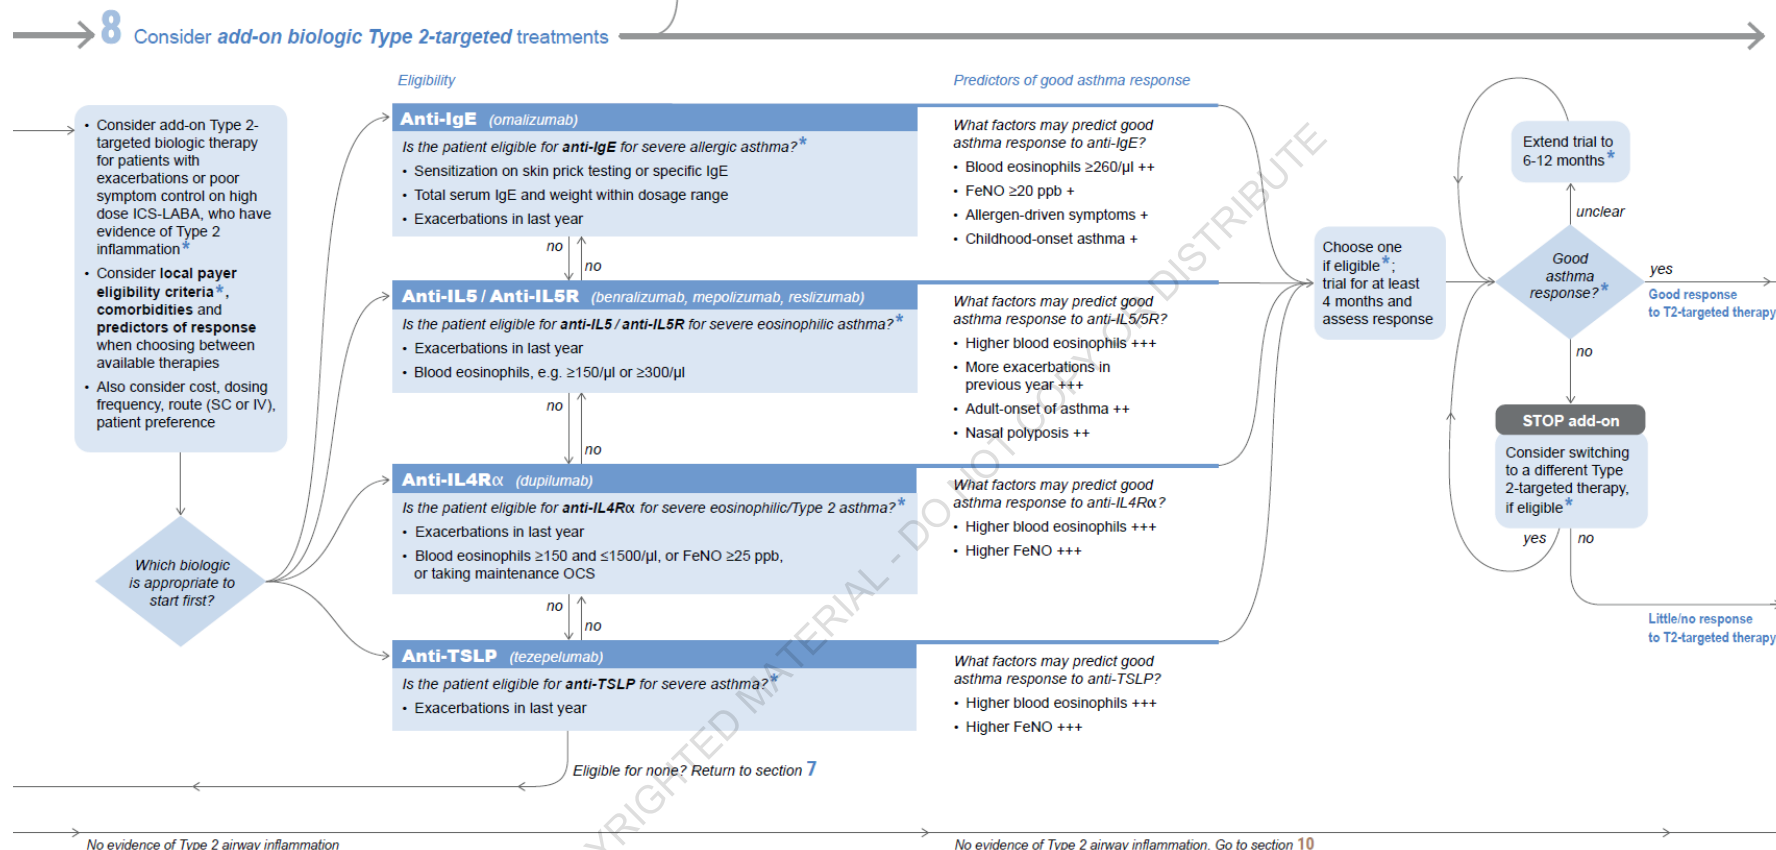 8 Consider add-on biologic Type 2-targeted treatments
• Consider add-on Type 2-
targeted biologic therapy
for patients with
exacerbations or poor
symptom control on high
dose ICS-LABA, who have
evidence of Type 2
inflammation*
• Consider local payer
eligibility criteria*,
comorbidities and
predictors of response
when choosing between
available therapies
• Also consider cost, dosing
frequency, route (SC or IV),
patient preference
Which biologic
is appropriate to
start first?
Eligibility
Anti-IgE (omalizumab)
Is the patient eligible for anti-IgE for severe allergic asthma?*
• Sensitization on skin prick testing or specific IgE
• Total serum IgE and weight within dosage range
• Exacerbations in last year
no
no
Anti-IL5 / Anti-IL5R (benralizumab, mepolizumab, reslizumab)
Is the patient eligible for anti-IL5 / anti-IL5R for severe eosinophilic asthma?*
• Exacerbations in last year
• Blood eosinophils, e.g. ≥150/µl or ≥300/µl
no
no
Anti-IL4Rα (dupilumab)
Is the patient eligible for anti-IL4Rα for severe eosinophilic/Type 2 asthma?*
• Exacerbations in last year
• Blood eosinophils ≥150 and ≤1500/µl, or FeNO ≥25 ppb,
or taking maintenance OCS
no
no
Anti-TSLP (tezepelumab)
Is the patient eligible for anti-TSLP for severe asthma?*
• Exacerbations in last year
Eligible for none? Return to section 7
Predictors of good asthma response
What factors may predict good
asthma response to anti-IgE?
• Blood eosinophils ≥260/µl ++
• FeNO ≥20 ppb +
• Allergen-driven symptoms +
• Childhood-onset asthma +
What factors may predict good
asthma response to anti-IL5/5R?
• Higher blood eosinophils +++
• More exacerbations in
previous year +++
• Adult-onset of asthma ++
• Nasal polyposis ++
What factors may predict good
asthma response to anti-IL4Rα?
• Higher blood eosinophils +++
• Higher FeNO +++
What factors may predict good
asthma response to anti-TSLP?
• Higher blood eosinophils +++
• Higher FeNO +++
Choose one
if eligible*;
trial for at least
4 months and
assess response
Extend trial to
6-12 months*
unclear
Good
asthma
response?*
yes
Good response
to T2-targeted therapy
no
STOP add-on
Consider switching
to a different Type
2-targeted therapy,
if eligible*
yes
no
Little/no response
to T2-targeted therapy
No evidence of Type 2 airway inflammation
No evidence of Type 2 airway inflammation. Go to section 10
YRIGHTED MATERIAL - DO NOT COPY OR DISTRIBUTE